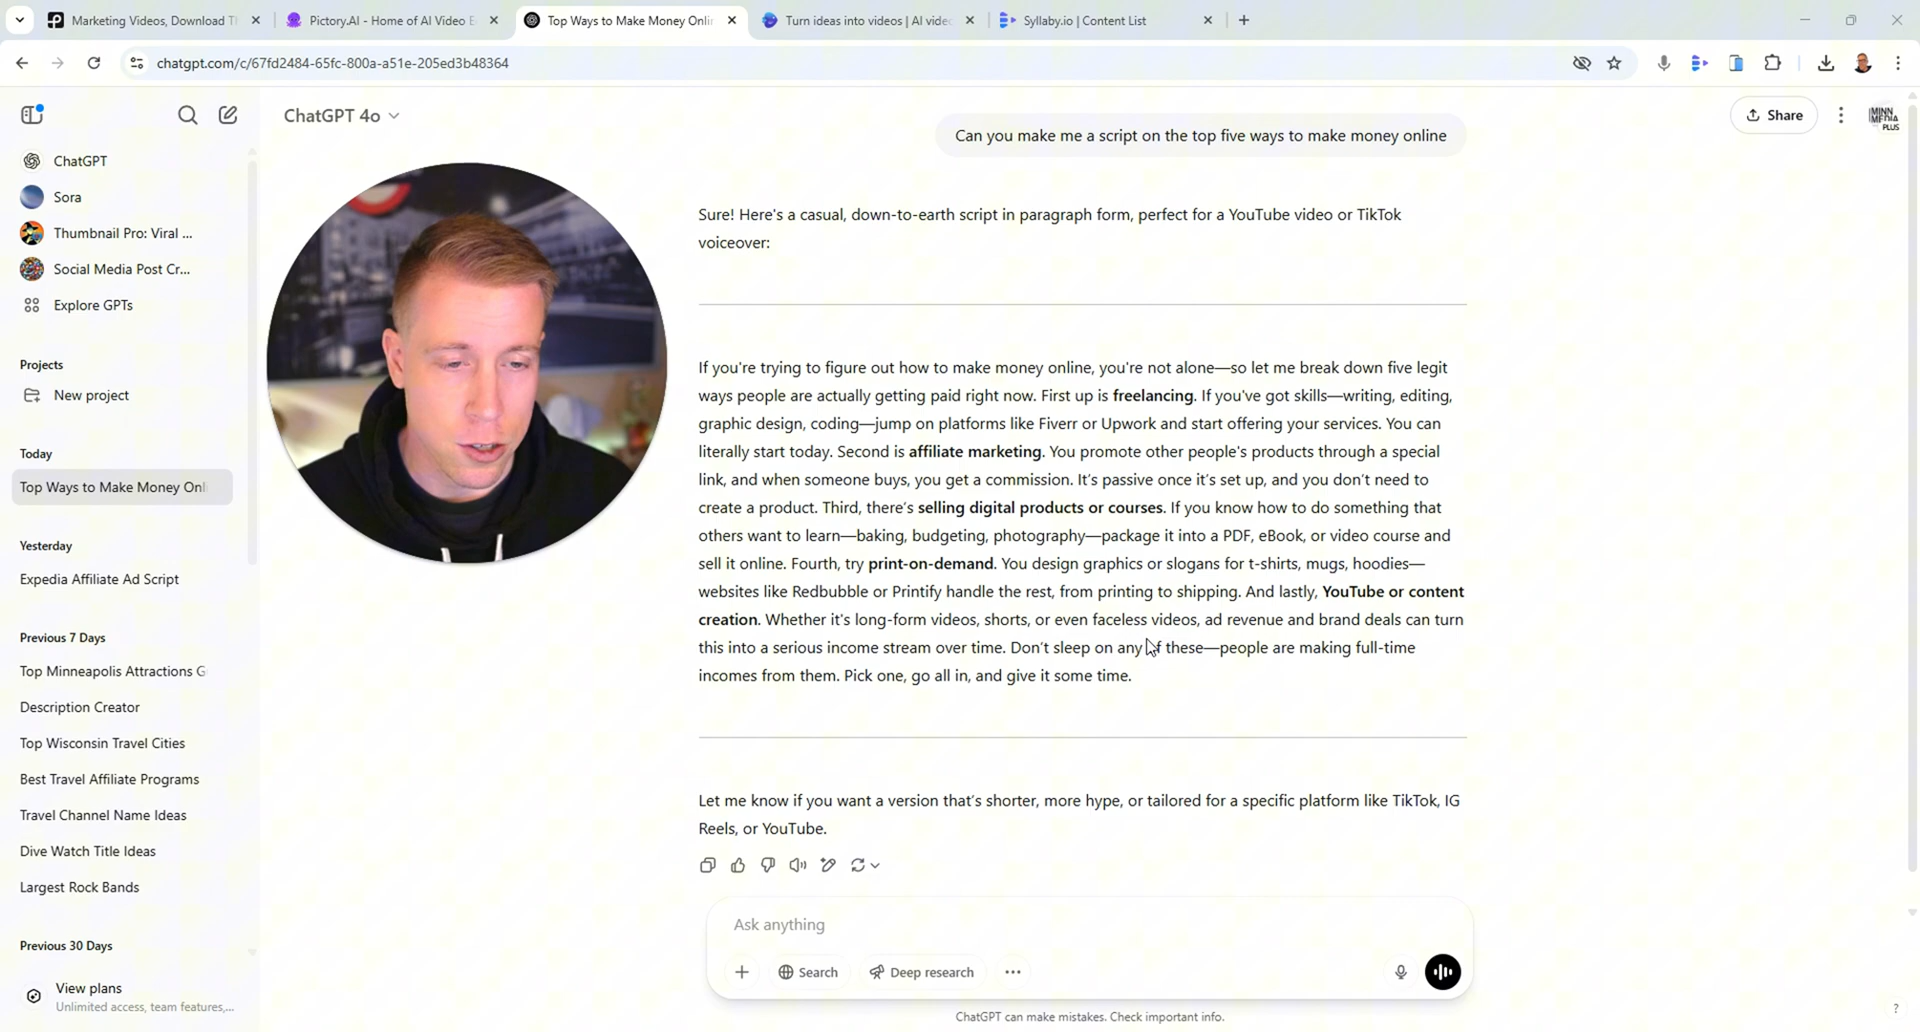 Marketing Videos, Download Tl
Pictory.AI - Home of AI Video E
Top Ways to Make Money Onlin
Turn ideas into videos | AI videc
Syllaby.io | Content List
chatgpt.com/c/67fd2484-65fc-800a-a51e-205ed3b48364
ChatGPT 4o
Share
MINN
MEDIA
PLUS
ChatGPT
Sora
Thumbnail Pro: Viral ...
Social Media Post Cr...
Explore GPTs
Projects
New project
Today
Top Ways to Make Money Onli
Yesterday
Expedia Affiliate Ad Script
Previous 7 Days
Top Minneapolis Attractions G
Description Creator
Top Wisconsin Travel Cities
Best Travel Affiliate Programs
Travel Channel Name Ideas
Dive Watch Title Ideas
Largest Rock Bands
Previous 30 Days
View plans
Unlimited access, team features,...
Can you make me a script on the top five ways to make money online
Sure! Here's a casual, down-to-earth script in paragraph form, perfect for a YouTube video or TikTok
voiceover:
If you're trying to figure out how to make money online, you're not alone—so let me break down five legit
ways people are actually getting paid right now. First up is freelancing. If you've got skills—writing, editing,
graphic design, coding—jump on platforms like Fiverr or Upwork and start offering your services. You can
literally start today. Second is affiliate marketing. You promote other people's products through a special
link, and when someone buys, you get a commission. It's passive once it's set up, and you don't need to
create a product. Third, there's selling digital products or courses. If you know how to do something that
others want to learn—baking, budgeting, photography—package it into a PDF, eBook, or video course and
sell it online. Fourth, try print-on-demand. You design graphics or slogans for t-shirts, mugs, hoodies—
websites like Redbubble or Printify handle the rest, from printing to shipping. And lastly, YouTube or content
creation. Whether it's long-form videos, shorts, or even faceless videos, ad revenue and brand deals can turn
this into a serious income stream over time. Don't sleep on any of these—people are making full-time
incomes from them. Pick one, go all in, and give it some time.
Let me know if you want a version that's shorter, more hype, or tailored for a specific platform like TikTok, IG
Reels, or YouTube.
Ask anything
Search
Deep research
ChatGPT can make mistakes. Check important info.
?